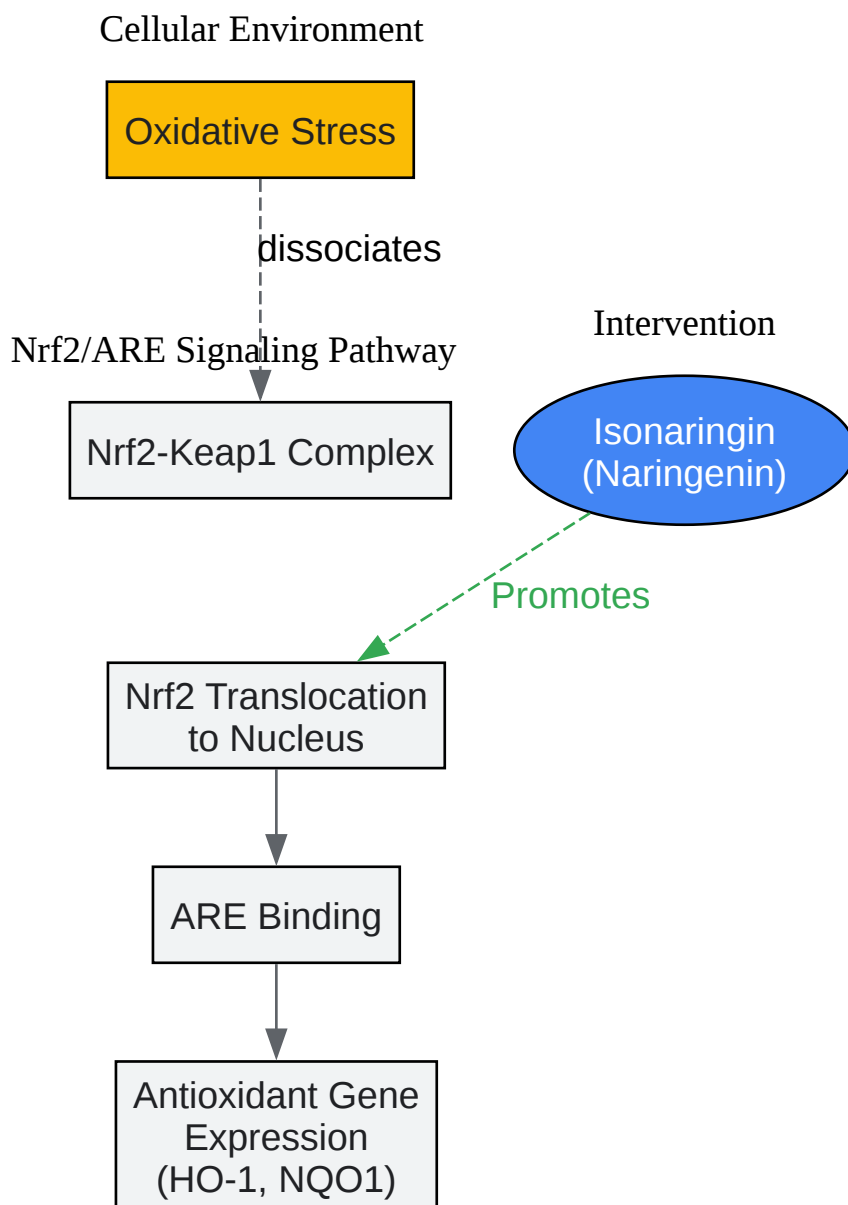 Cellular Environment
Oxidative Stress
dissociates
Intervention
Nrf2/ARE Signaling Pathway
Isonaringin
(Naringenin)
Nrf2-Keap1 Complex
Promotes
Nrf2 Translocation
to Nucleus
ARE Binding
Antioxidant Gene
Expression
(HO-1, NQO1)